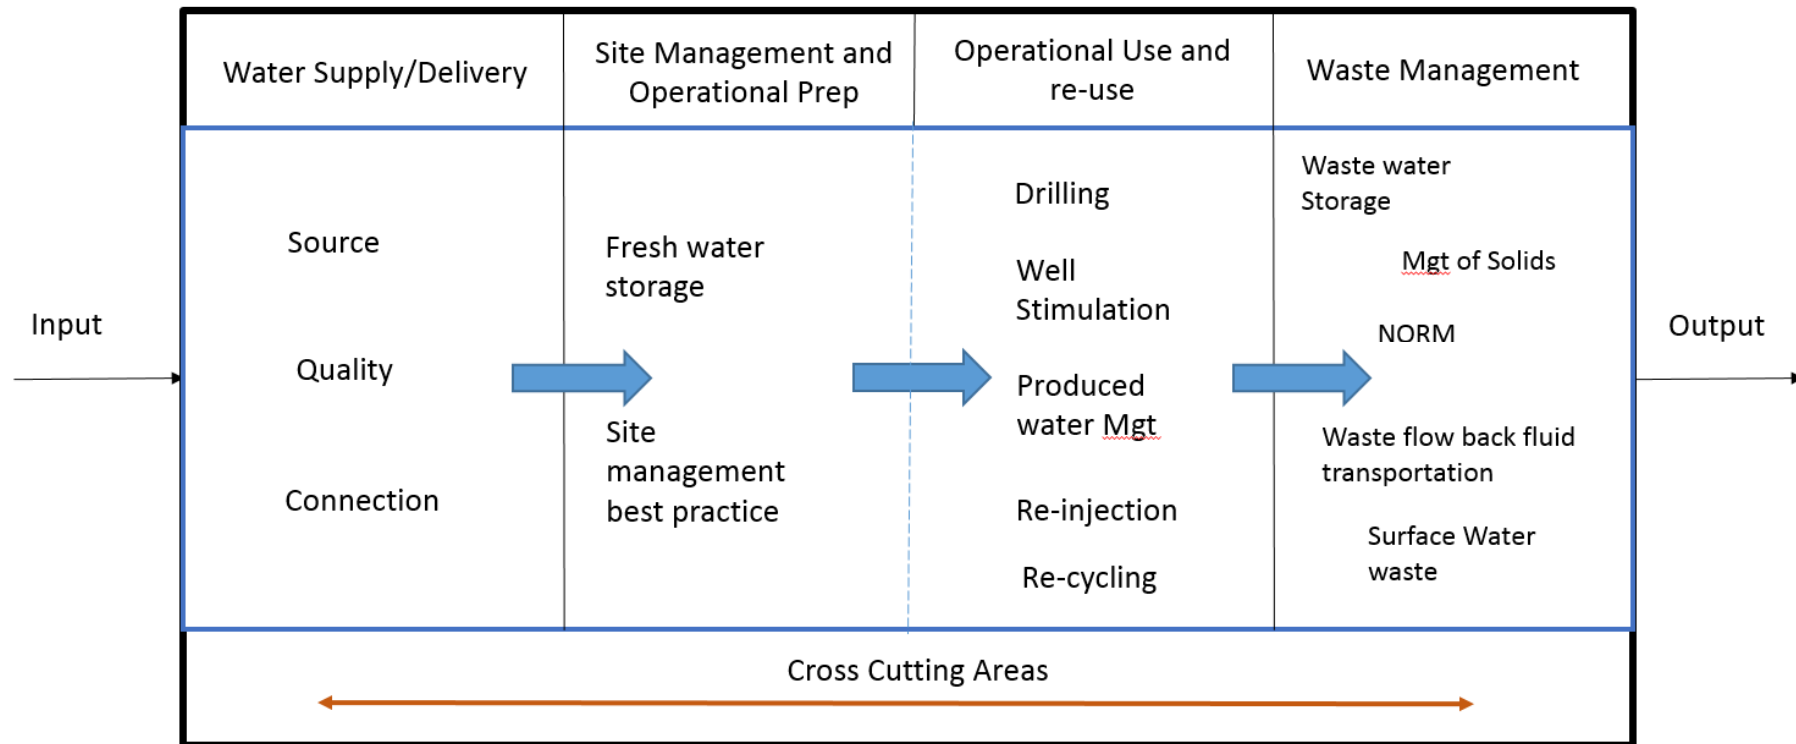 Water Supply/Delivery
Site Management and
Operational Prep
Operational Use and
re-use
Waste Management
Input
Source
Quality
Connection
Fresh water
storage
Site
management
best practice
Drilling
Well
Stimulation
Produced
water Mgt
Re-injection
Re-cycling
Waste water
Storage
Mgt of Solids
NORM
Waste flow back fluid
transportation
Surface Water
waste
Output
Cross Cutting Areas